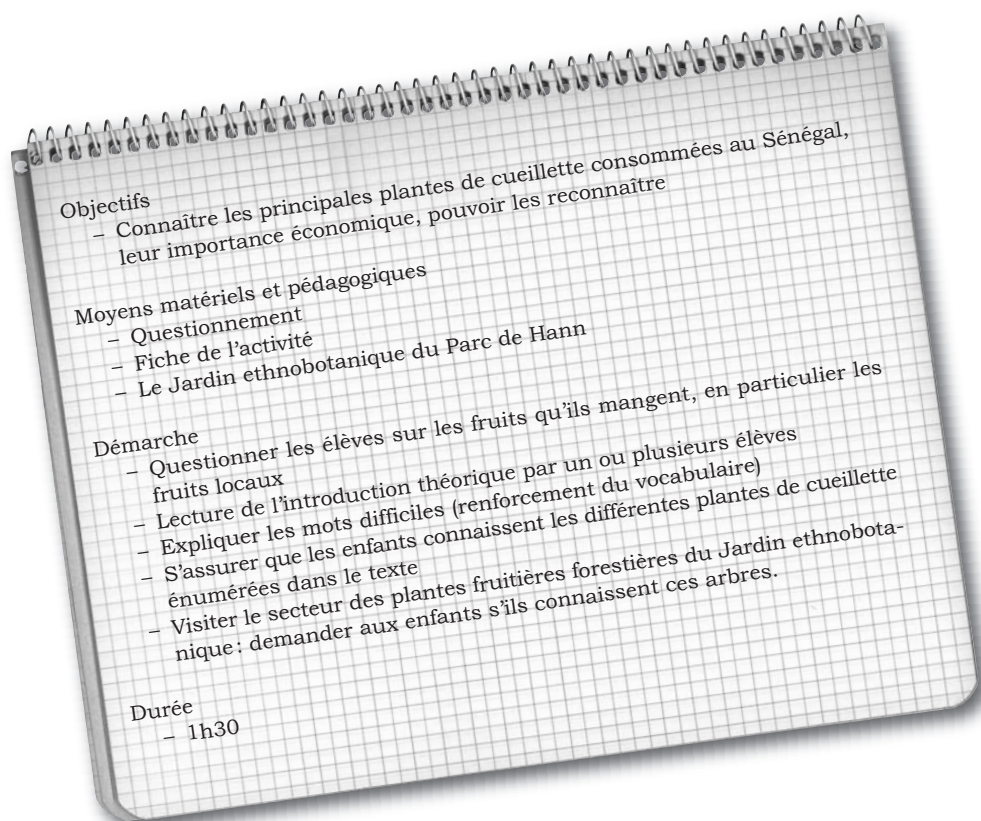 Objectifs
– Connaître les principales plantes de cueillette consommées au Sénégal,
leur importance économique, pouvoir les reconnaître
Moyens matériels et pédagogiques
– Questionnement
– Fiche de l'activité
– Le Jardin ethnobotanique du Parc de Hann
Démarche
– Questionner les élèves sur les fruits qu'ils mangent, en particulier les
fruits locaux
– Lecture de l'introduction théorique par un ou plusieurs élèves
– Expliquer les mots difficiles (renforcement du vocabulaire)
– S'assurer que les enfants connaissent les différentes plantes de cueillette
énumérées dans le texte
– Visiter le secteur des plantes fruitières forestières du Jardin ethnobota-
nique : demander aux enfants s'ils connaissent ces arbres.
Durée
– 1h30